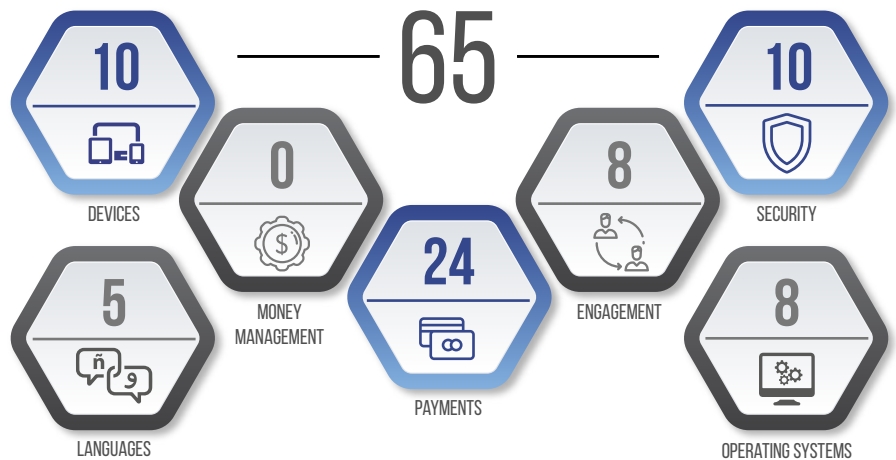 65
10
DEVICES
0
MONEY
MANAGEMENT
24
PAYMENTS
8
ENGAGEMENT
10
SECURITY
5
ñ
و
LANGUAGES
8
OPERATING SYSTEMS
$